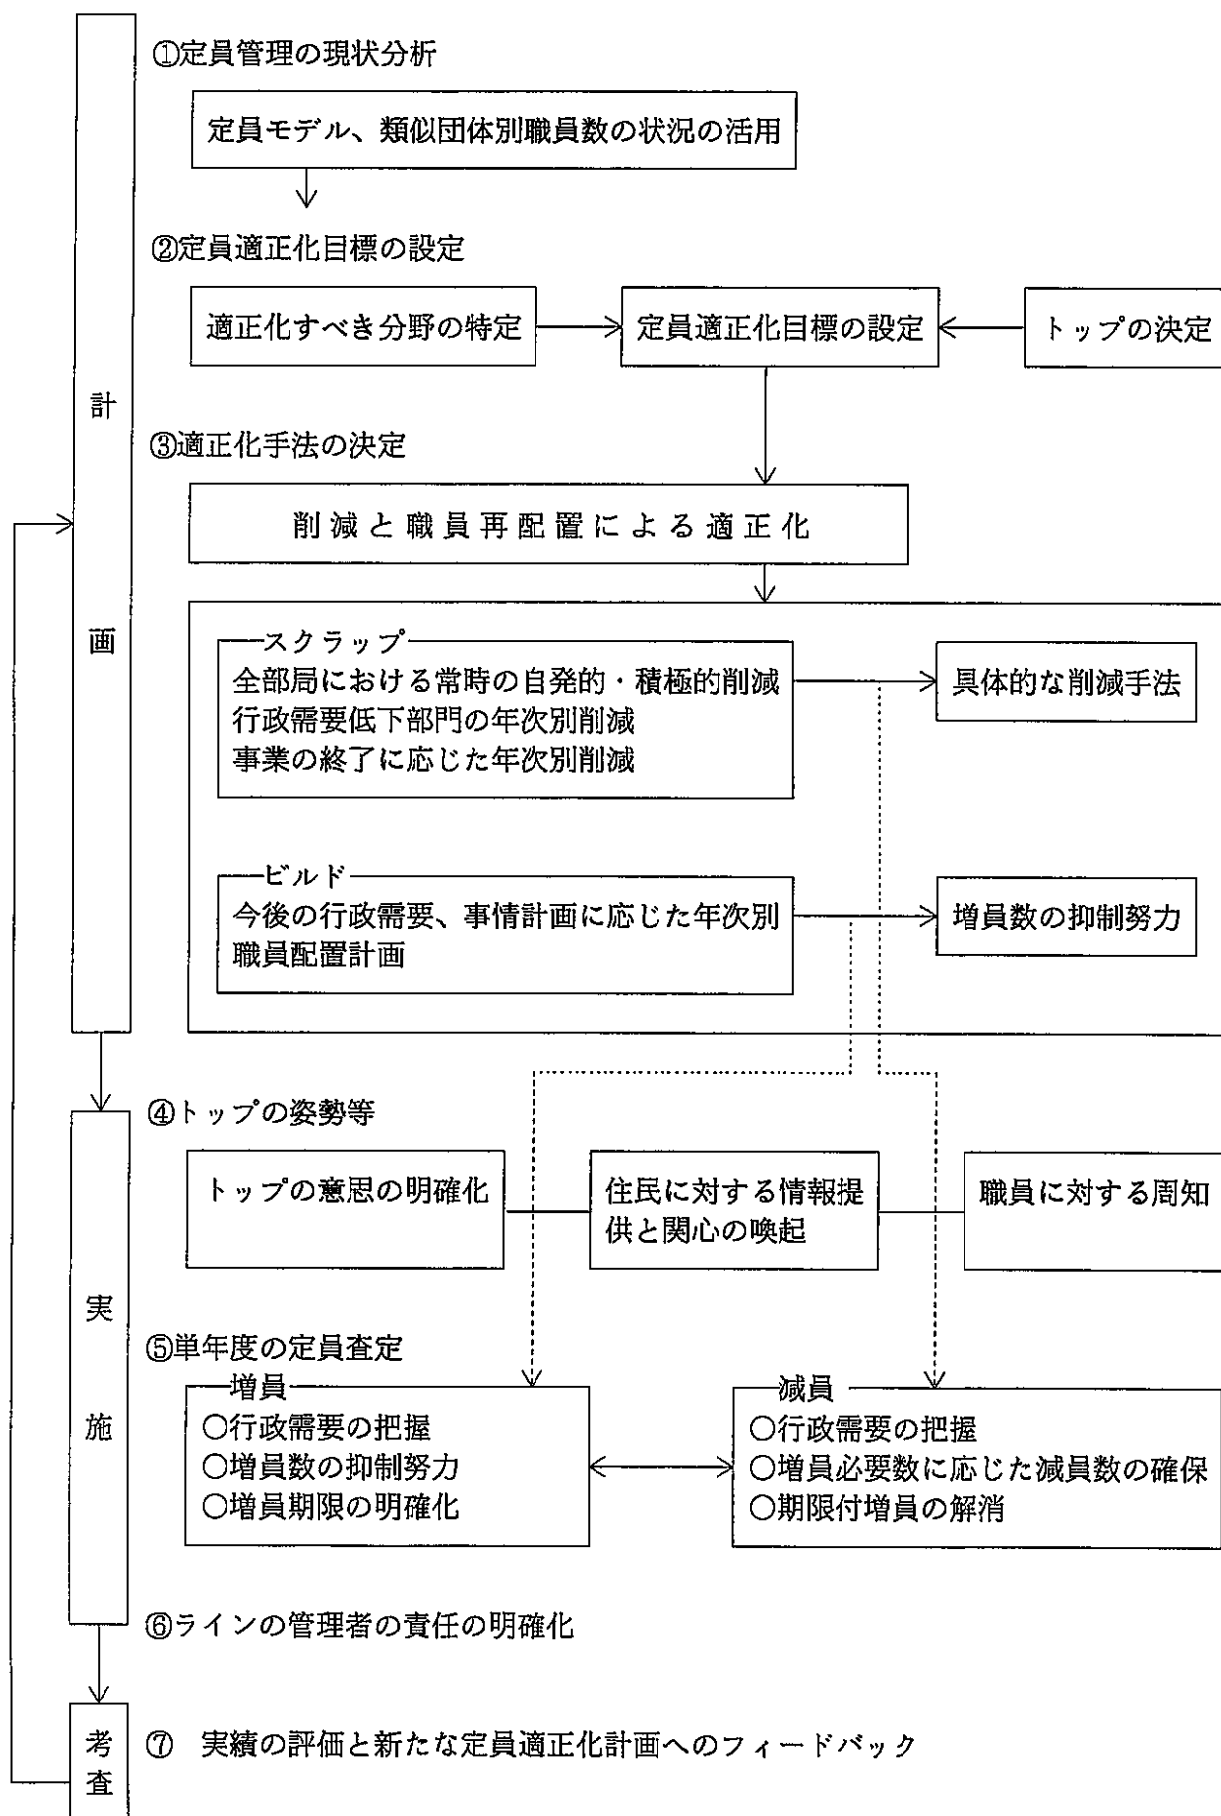 計画
①定員管理の現状分析
定員モデル、類似団体別職員数の状況の活用
②定員適正化目標の設定
適正化すべき分野の特定
定員適正化目標の設定
トップの決定
③適正化手法の決定
削減と職員再配置による適正化
スクラップ
全部局における常時の自発的・積極的削減
行政需要低下部門の年次別削減
事業の終了に応じた年次別削減
具体的な削減手法
ビルド
今後の行政需要、事情計画に応じた年次別
職員配置計画
増員数の抑制努力
実施
④トップの姿勢等
トップの意思の明確化
住民に対する情報提
供と関心の喚起
職員に対する周知
⑤単年度の定員査定
増員
○行政需要の把握
○増員数の抑制努力
○増員期限の明確化
減員
○行政需要の把握
○増員必要数に応じた減員数の確保
○期限付増員の解消
⑥ラインの管理者の責任の明確化
考査
⑦ 実績の評価と新たな定員適正化計画へのフィードバック